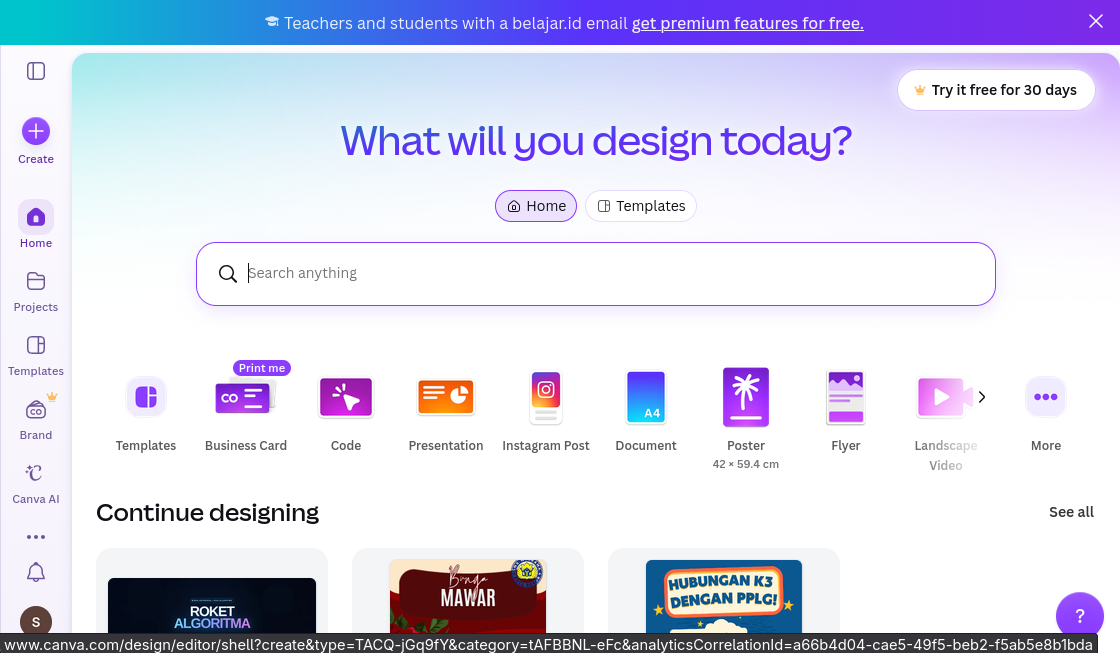 Teachers and students with a belajar.id email get premium features for free.
Try it free for 30 days
Create
Home
Projects
Templates
Brand
Canva AI
S
What will you design today?
Home
Templates
Search anything
Print me
CO
A4
Templates
Business Card
Code
Presentation
Instagram Post
Document
Poster
42 × 59.4 cm
Flyer
Landscape
Video
More
Continue designing
See all
ROKET
ALGORITMA
Bunga
MAWAR
HUBUNGAN K3
DENGAN PPLG!
?
www.canva.com/design/editor/shell?create&type=TACQ-jGq9fY&category=tAFBBNL-eFc&analyticsCorrelationId=a66b4d04-cae5-49f5-beb2-f5ab5e8b1bda